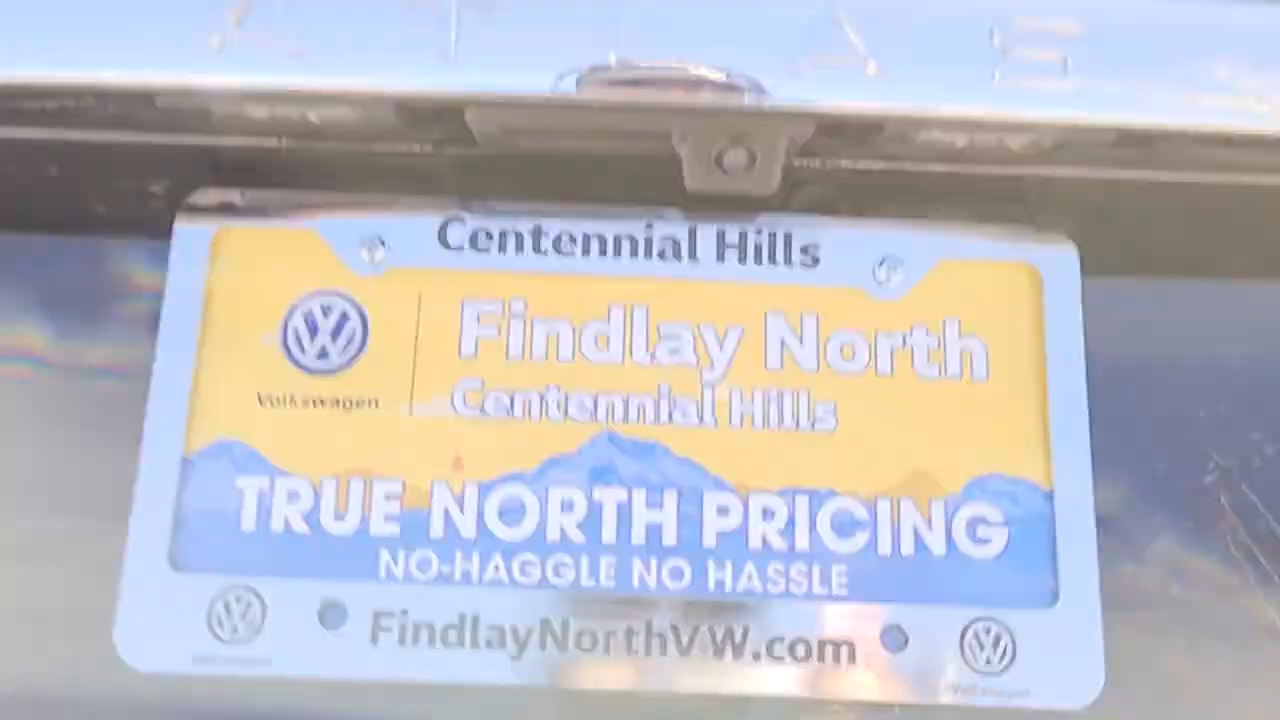 Centennial Hills
Findlay North
Volkswagen
Centennial Hills
TRUE NORTH PRICING
NO-HAGGLE NO HASSLE
FindlayNorthVW.com